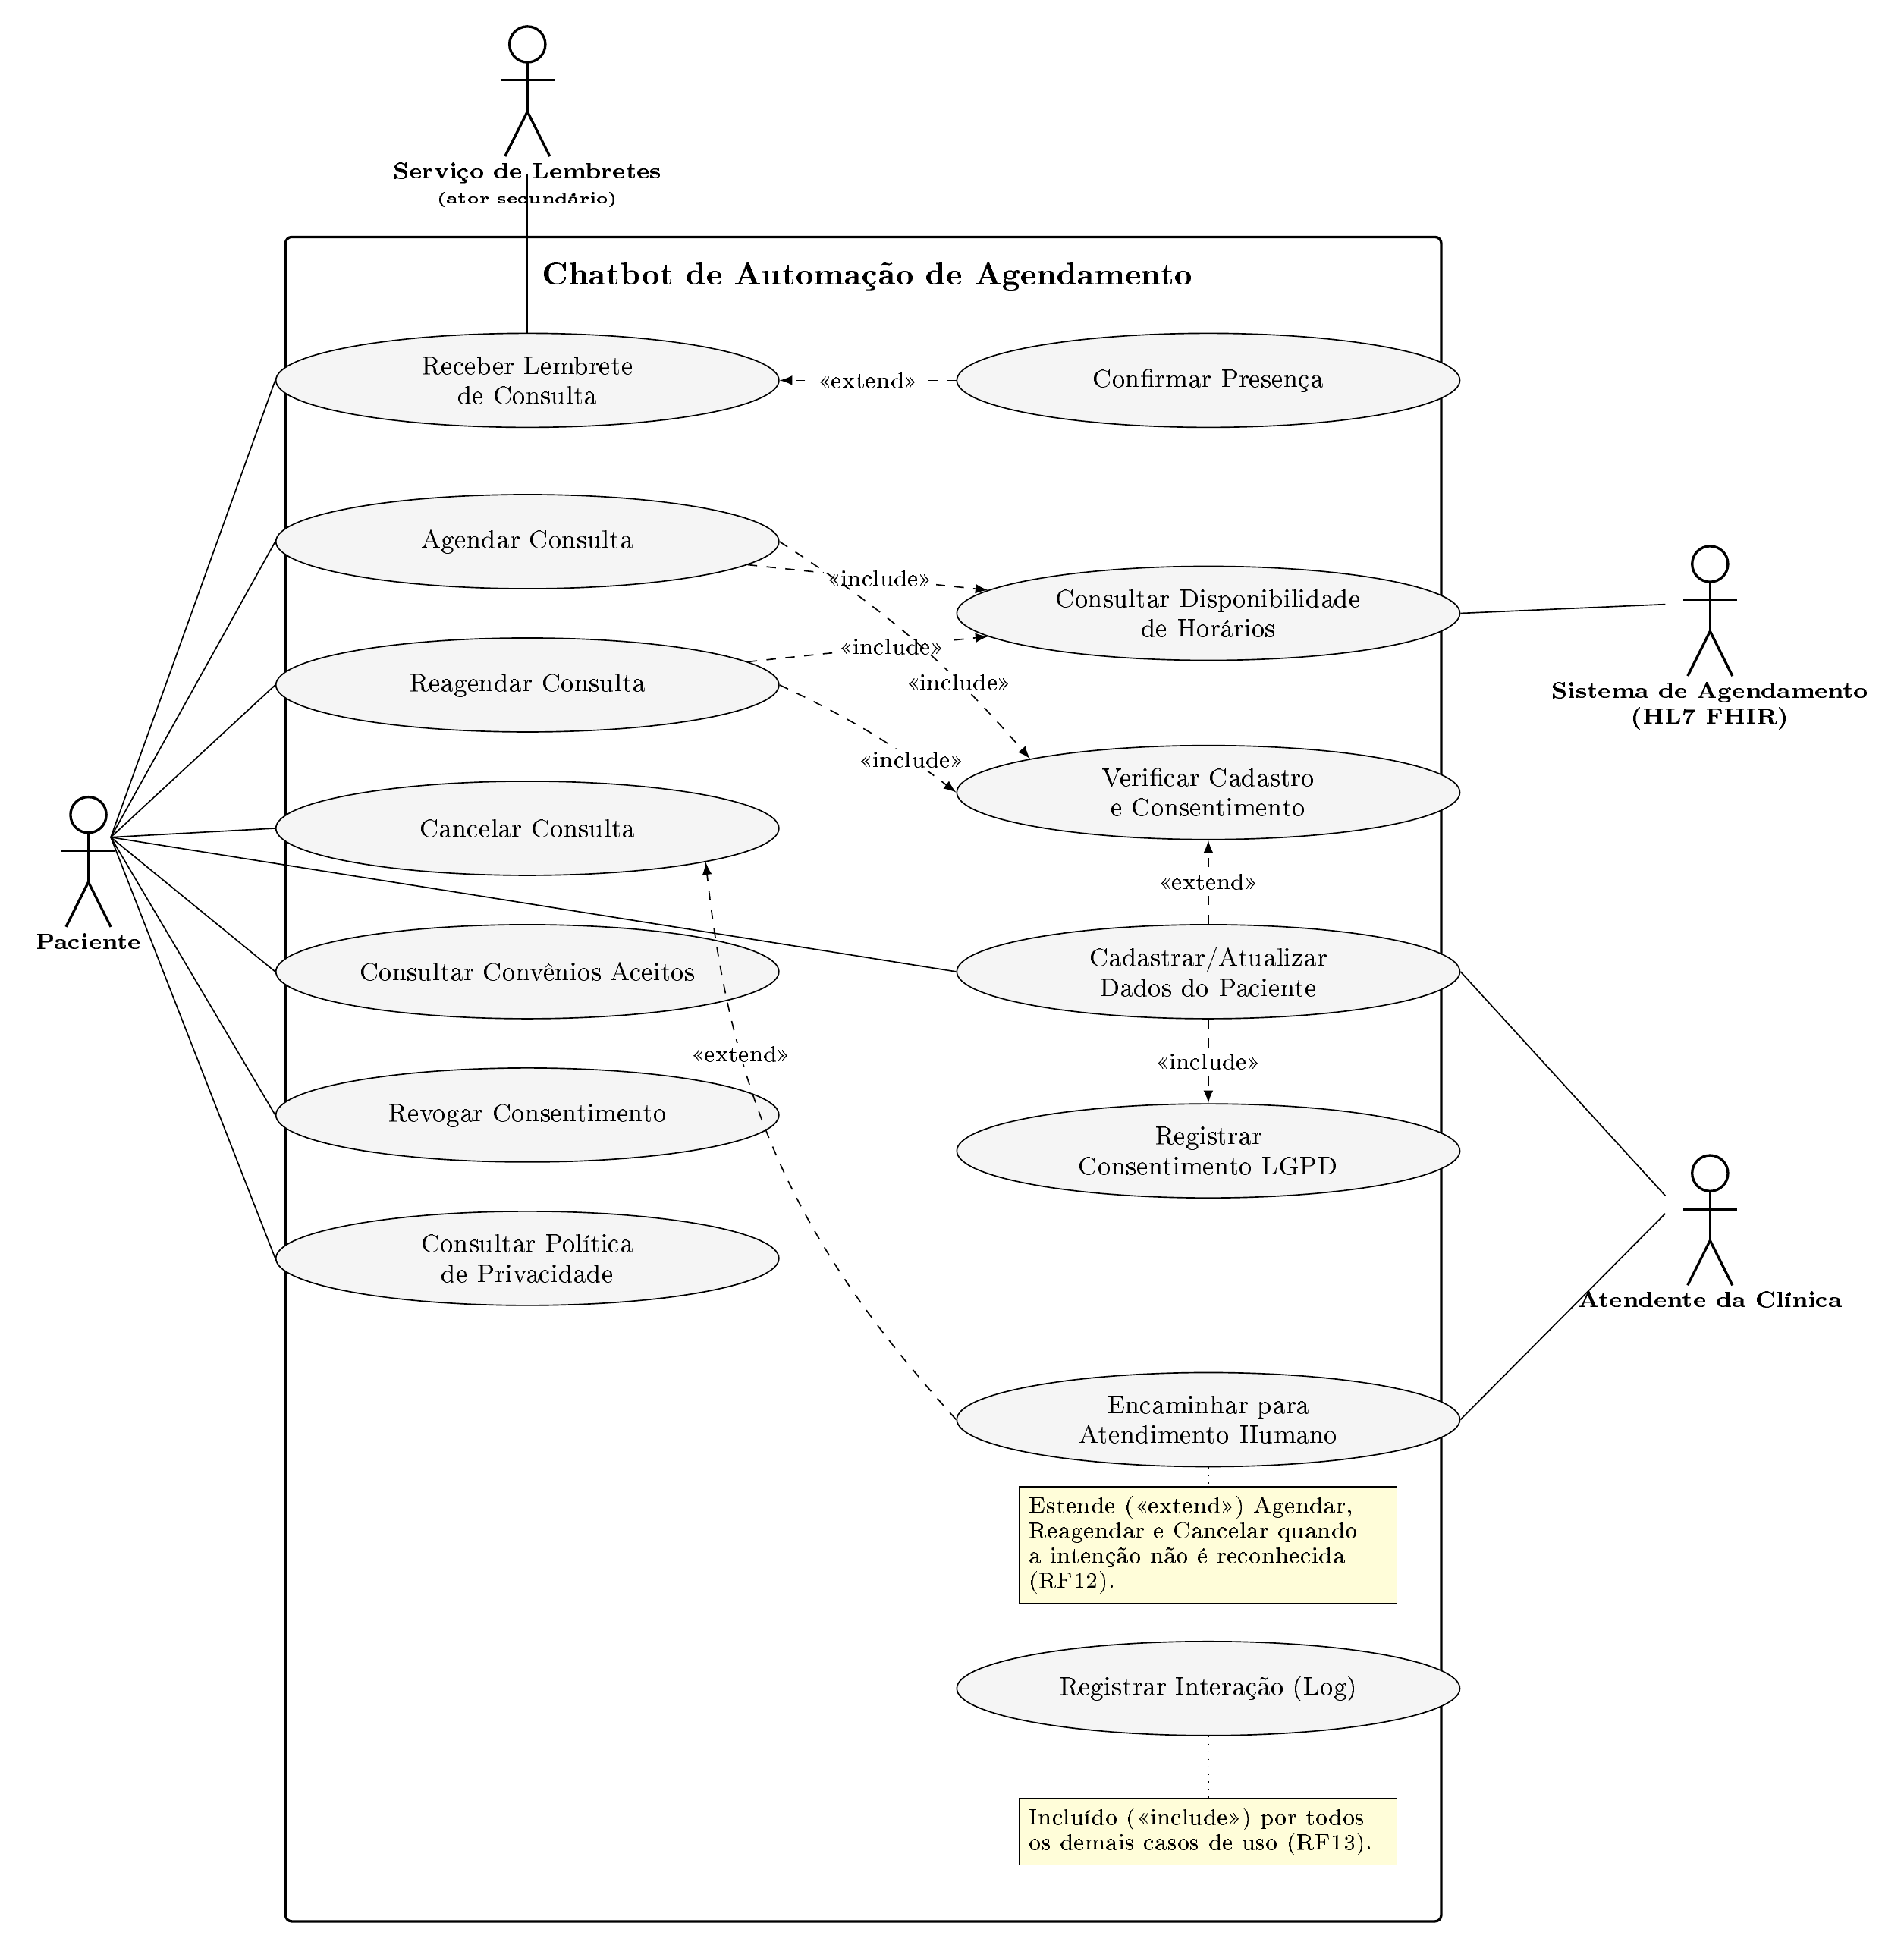 Serviço de Lembretes
(ator secundário)
Chatbot de Automação de Agendamento
Receber Lembrete
de Consulta
«extend»
Confirmar Presença
Agendar Consulta
«include»
Consultar Disponibilidade
de Horários
«include»
Reagendar Consulta
«include»
Sistema de Agendamento
(HL7 FHIR)
«include»
Verificar Cadastro
e Consentimento
Cancelar Consulta
«extend»
Paciente
Consultar Convênios Aceitos
Cadastrar/Atualizar
Dados do Paciente
«extend»
«include»
Revogar Consentimento
Registrar
Consentimento LGPD
Consultar Política
de Privacidade
Atendente da Clínica
Encaminhar para
Atendimento Humano
Estende («extend») Agendar,
Reagendar e Cancelar quando
a intenção não é reconhecida
(RF12).
Registrar Interação (Log)
Incluído («include») por todos
os demais casos de uso (RF13).